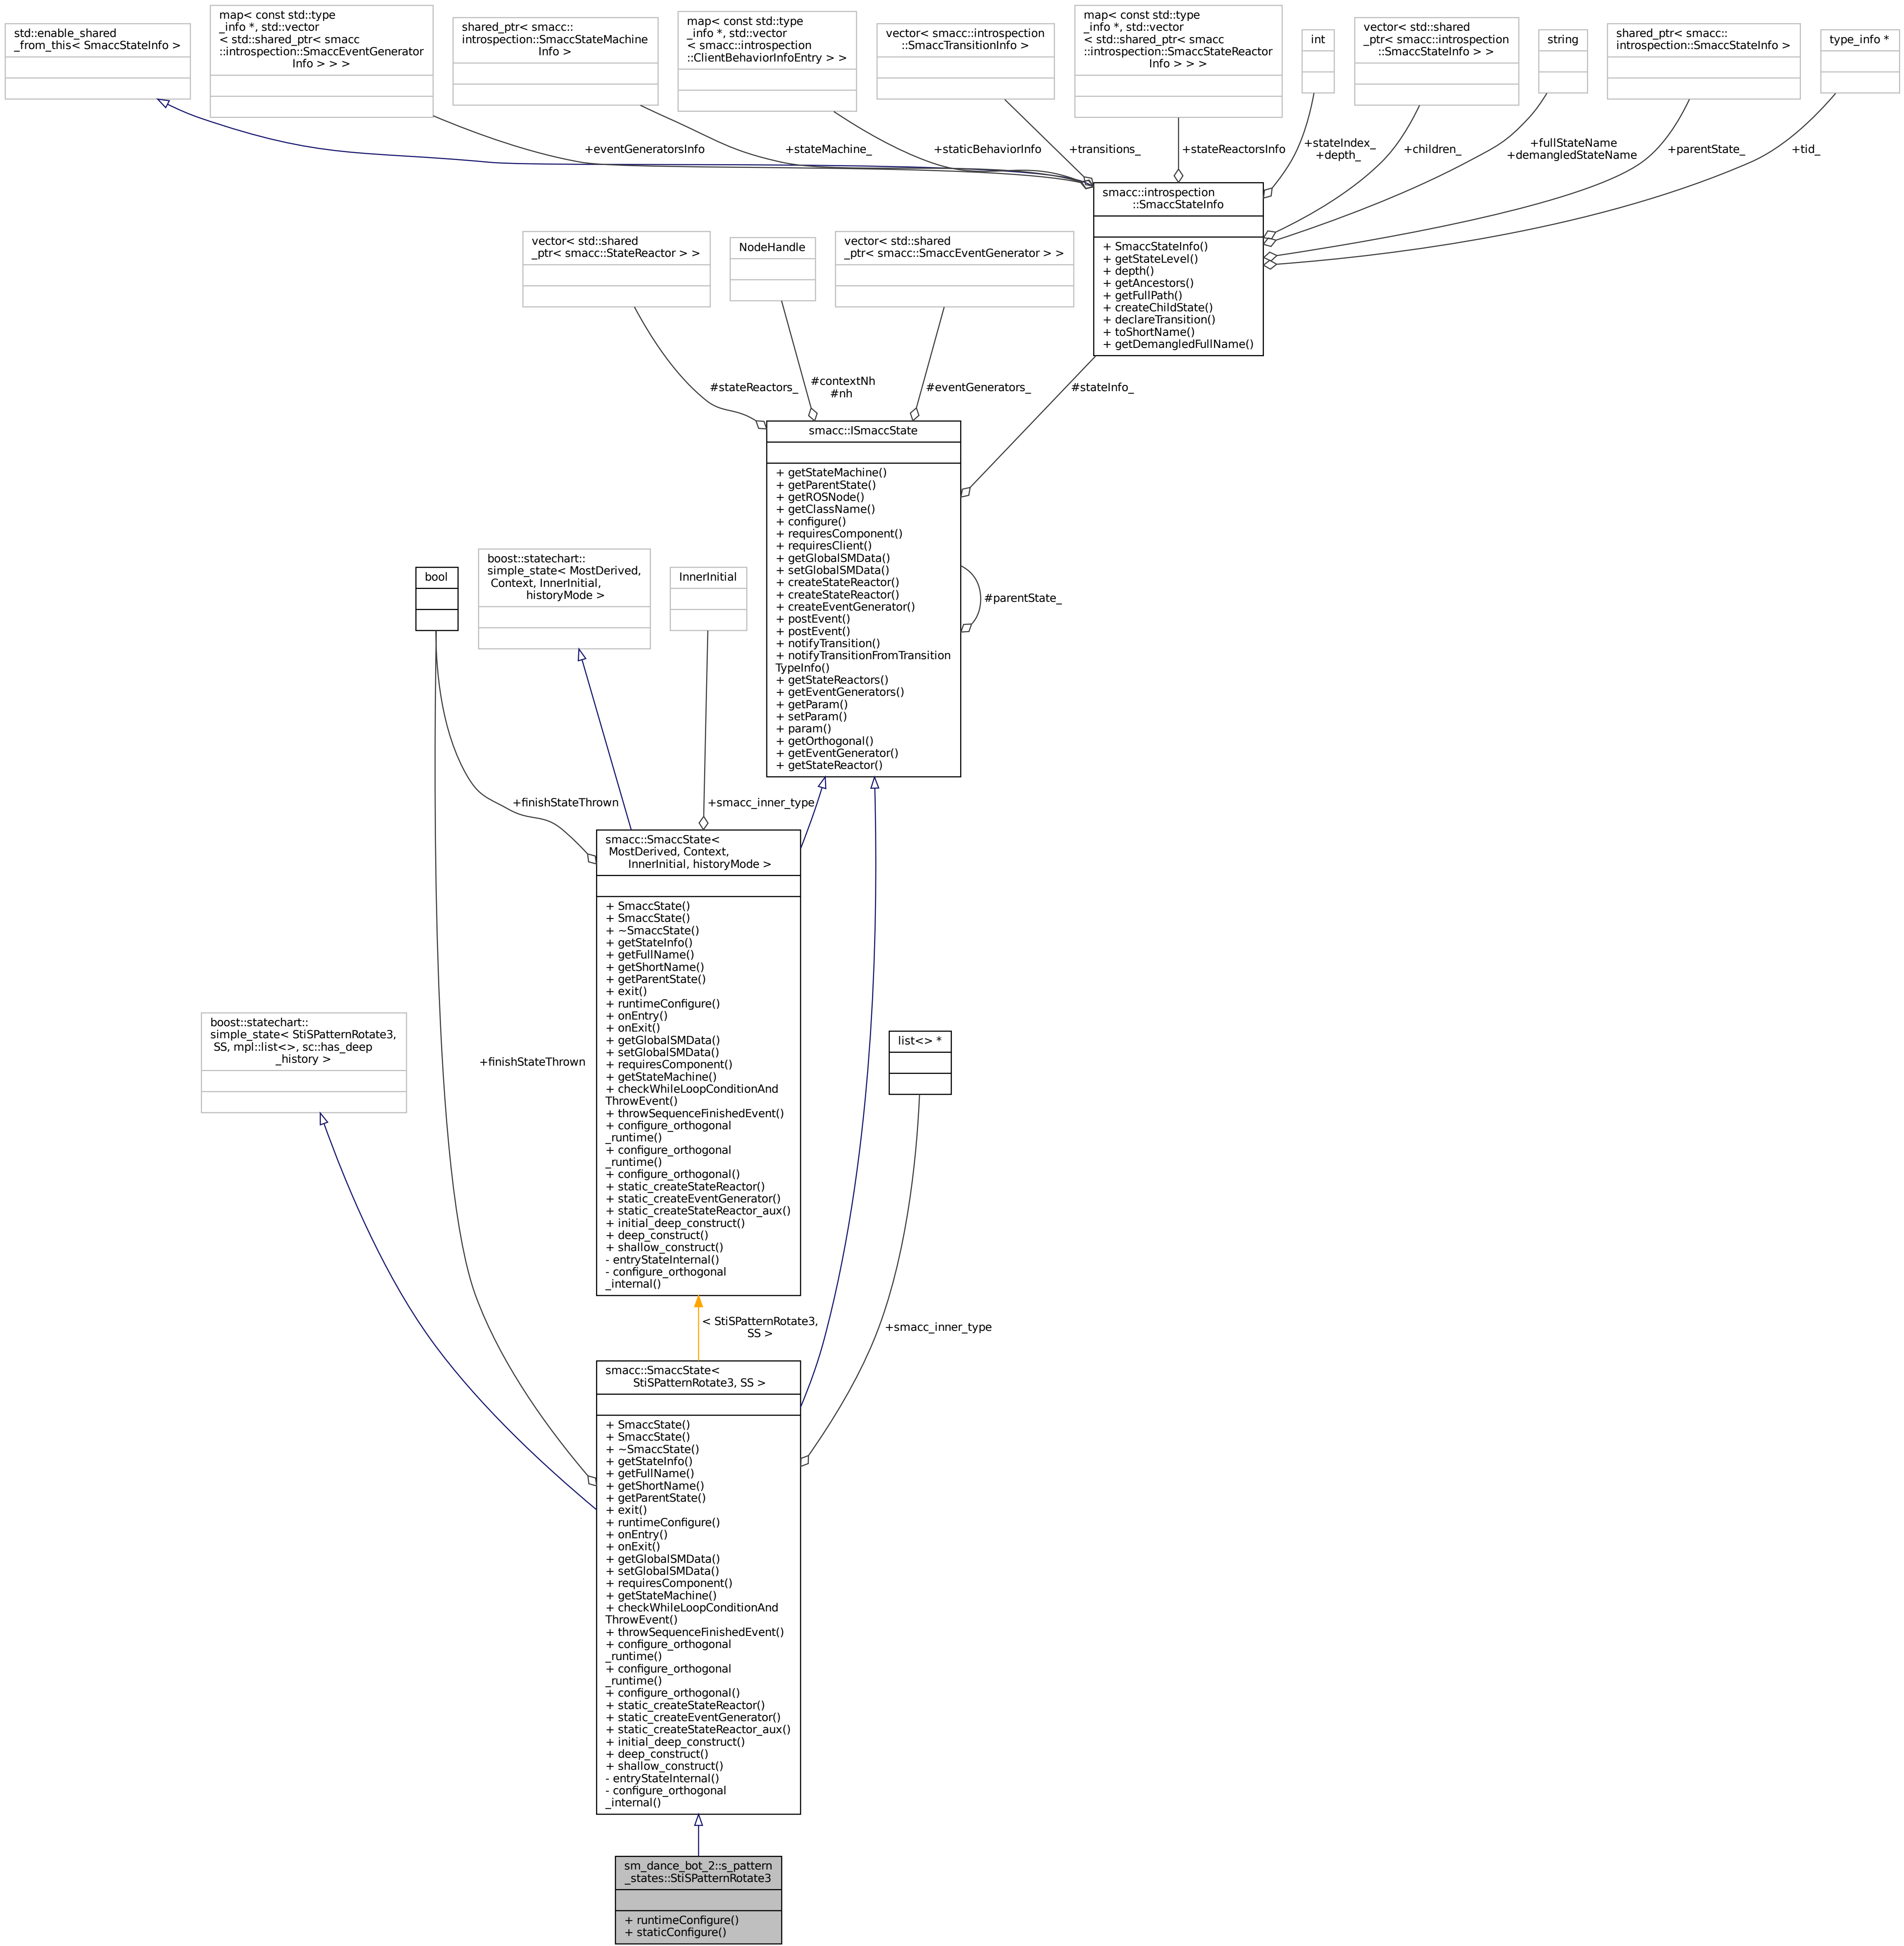 std::enable_shared
_from_this< SmaccStateInfo >
map< const std::type
_info *, std::vector
< std::shared_ptr< smacc
::introspection::SmaccEventGenerator
Info > > >
shared_ptr< smacc::
introspection::SmaccStateMachine
Info >
map< const std::type
_info *, std::vector
< smacc::introspection
::ClientBehaviorInfoEntry > >
vector< smacc::introspection
::SmaccTransitionInfo >
map< const std::type
_info *, std::vector
< std::shared_ptr< smacc
::introspection::SmaccStateReactor
Info > > >
int
vector< std::shared
_ptr< smacc::introspection
::SmaccStateInfo > >
string
shared_ptr< smacc::
introspection::SmaccStateInfo >
type_info *
+eventGeneratorsInfo
+stateMachine_
+staticBehaviorInfo
+transitions_
+stateReactorsInfo
+stateIndex_
+depth_
+children_
+fullStateName
+demangledStateName
+parentState_
+tid_
smacc::introspection
::SmaccStateInfo
+ SmaccStateInfo()
+ getStateLevel()
+ depth()
+ getAncestors()
+ getFullPath()
+ createChildState()
+ declareTransition()
+ toShortName()
+ getDemangledFullName()
vector< std::shared
_ptr< smacc::StateReactor > >
NodeHandle
vector< std::shared
_ptr< smacc::SmaccEventGenerator > >
#stateReactors_
#contextNh
#nh
#eventGenerators_
#stateInfo_
smacc::ISmaccState
+ getStateMachine()
+ getParentState()
+ getROSNode()
+ getClassName()
+ configure()
+ requiresComponent()
+ requiresClient()
+ getGlobalSMData()
+ setGlobalSMData()
+ createStateReactor()
+ createStateReactor()
+ createEventGenerator()
+ postEvent()
+ postEvent()
+ notifyTransition()
+ notifyTransitionFromTransition
TypeInfo()
+ getStateReactors()
+ getEventGenerators()
+ getParam()
+ setParam()
+ param()
+ getOrthogonal()
+ getEventGenerator()
+ getStateReactor()
#parentState_
bool
boost::statechart::
simple_state< MostDerived,
Context, InnerInitial,
historyMode >
InnerInitial
+finishStateThrown
+smacc_inner_type
smacc::SmaccState<
MostDerived, Context,
InnerInitial, historyMode >
+ SmaccState()
+ SmaccState()
+ ~SmaccState()
+ getStateInfo()
+ getFullName()
+ getShortName()
+ getParentState()
+ exit()
+ runtimeConfigure()
+ onEntry()
+ onExit()
+ getGlobalSMData()
+ setGlobalSMData()
+ requiresComponent()
+ getStateMachine()
+ checkWhileLoopConditionAnd
ThrowEvent()
+ throwSequenceFinishedEvent()
+ configure_orthogonal
_runtime()
+ configure_orthogonal
_runtime()
+ configure_orthogonal()
+ static_createStateReactor()
+ static_createEventGenerator()
+ static_createStateReactor_aux()
+ initial_deep_construct()
+ deep_construct()
+ shallow_construct()
- entryStateInternal()
- configure_orthogonal
_internal()
boost::statechart::
simple_state< StiSPatternRotate3,
SS, mpl::list<>, sc::has_deep
_history >
+finishStateThrown
list<> *
< StiSPatternRotate3,
SS >
+smacc_inner_type
smacc::SmaccState<
StiSPatternRotate3, SS >
+ SmaccState()
+ SmaccState()
+ ~SmaccState()
+ getStateInfo()
+ getFullName()
+ getShortName()
+ getParentState()
+ exit()
+ runtimeConfigure()
+ onEntry()
+ onExit()
+ getGlobalSMData()
+ setGlobalSMData()
+ requiresComponent()
+ getStateMachine()
+ checkWhileLoopConditionAnd
ThrowEvent()
+ throwSequenceFinishedEvent()
+ configure_orthogonal
_runtime()
+ configure_orthogonal
_runtime()
+ configure_orthogonal()
+ static_createStateReactor()
+ static_createEventGenerator()
+ static_createStateReactor_aux()
+ initial_deep_construct()
+ deep_construct()
+ shallow_construct()
- entryStateInternal()
- configure_orthogonal
_internal()
sm_dance_bot_2::s_pattern
_states::StiSPatternRotate3
+ runtimeConfigure()
+ staticConfigure()